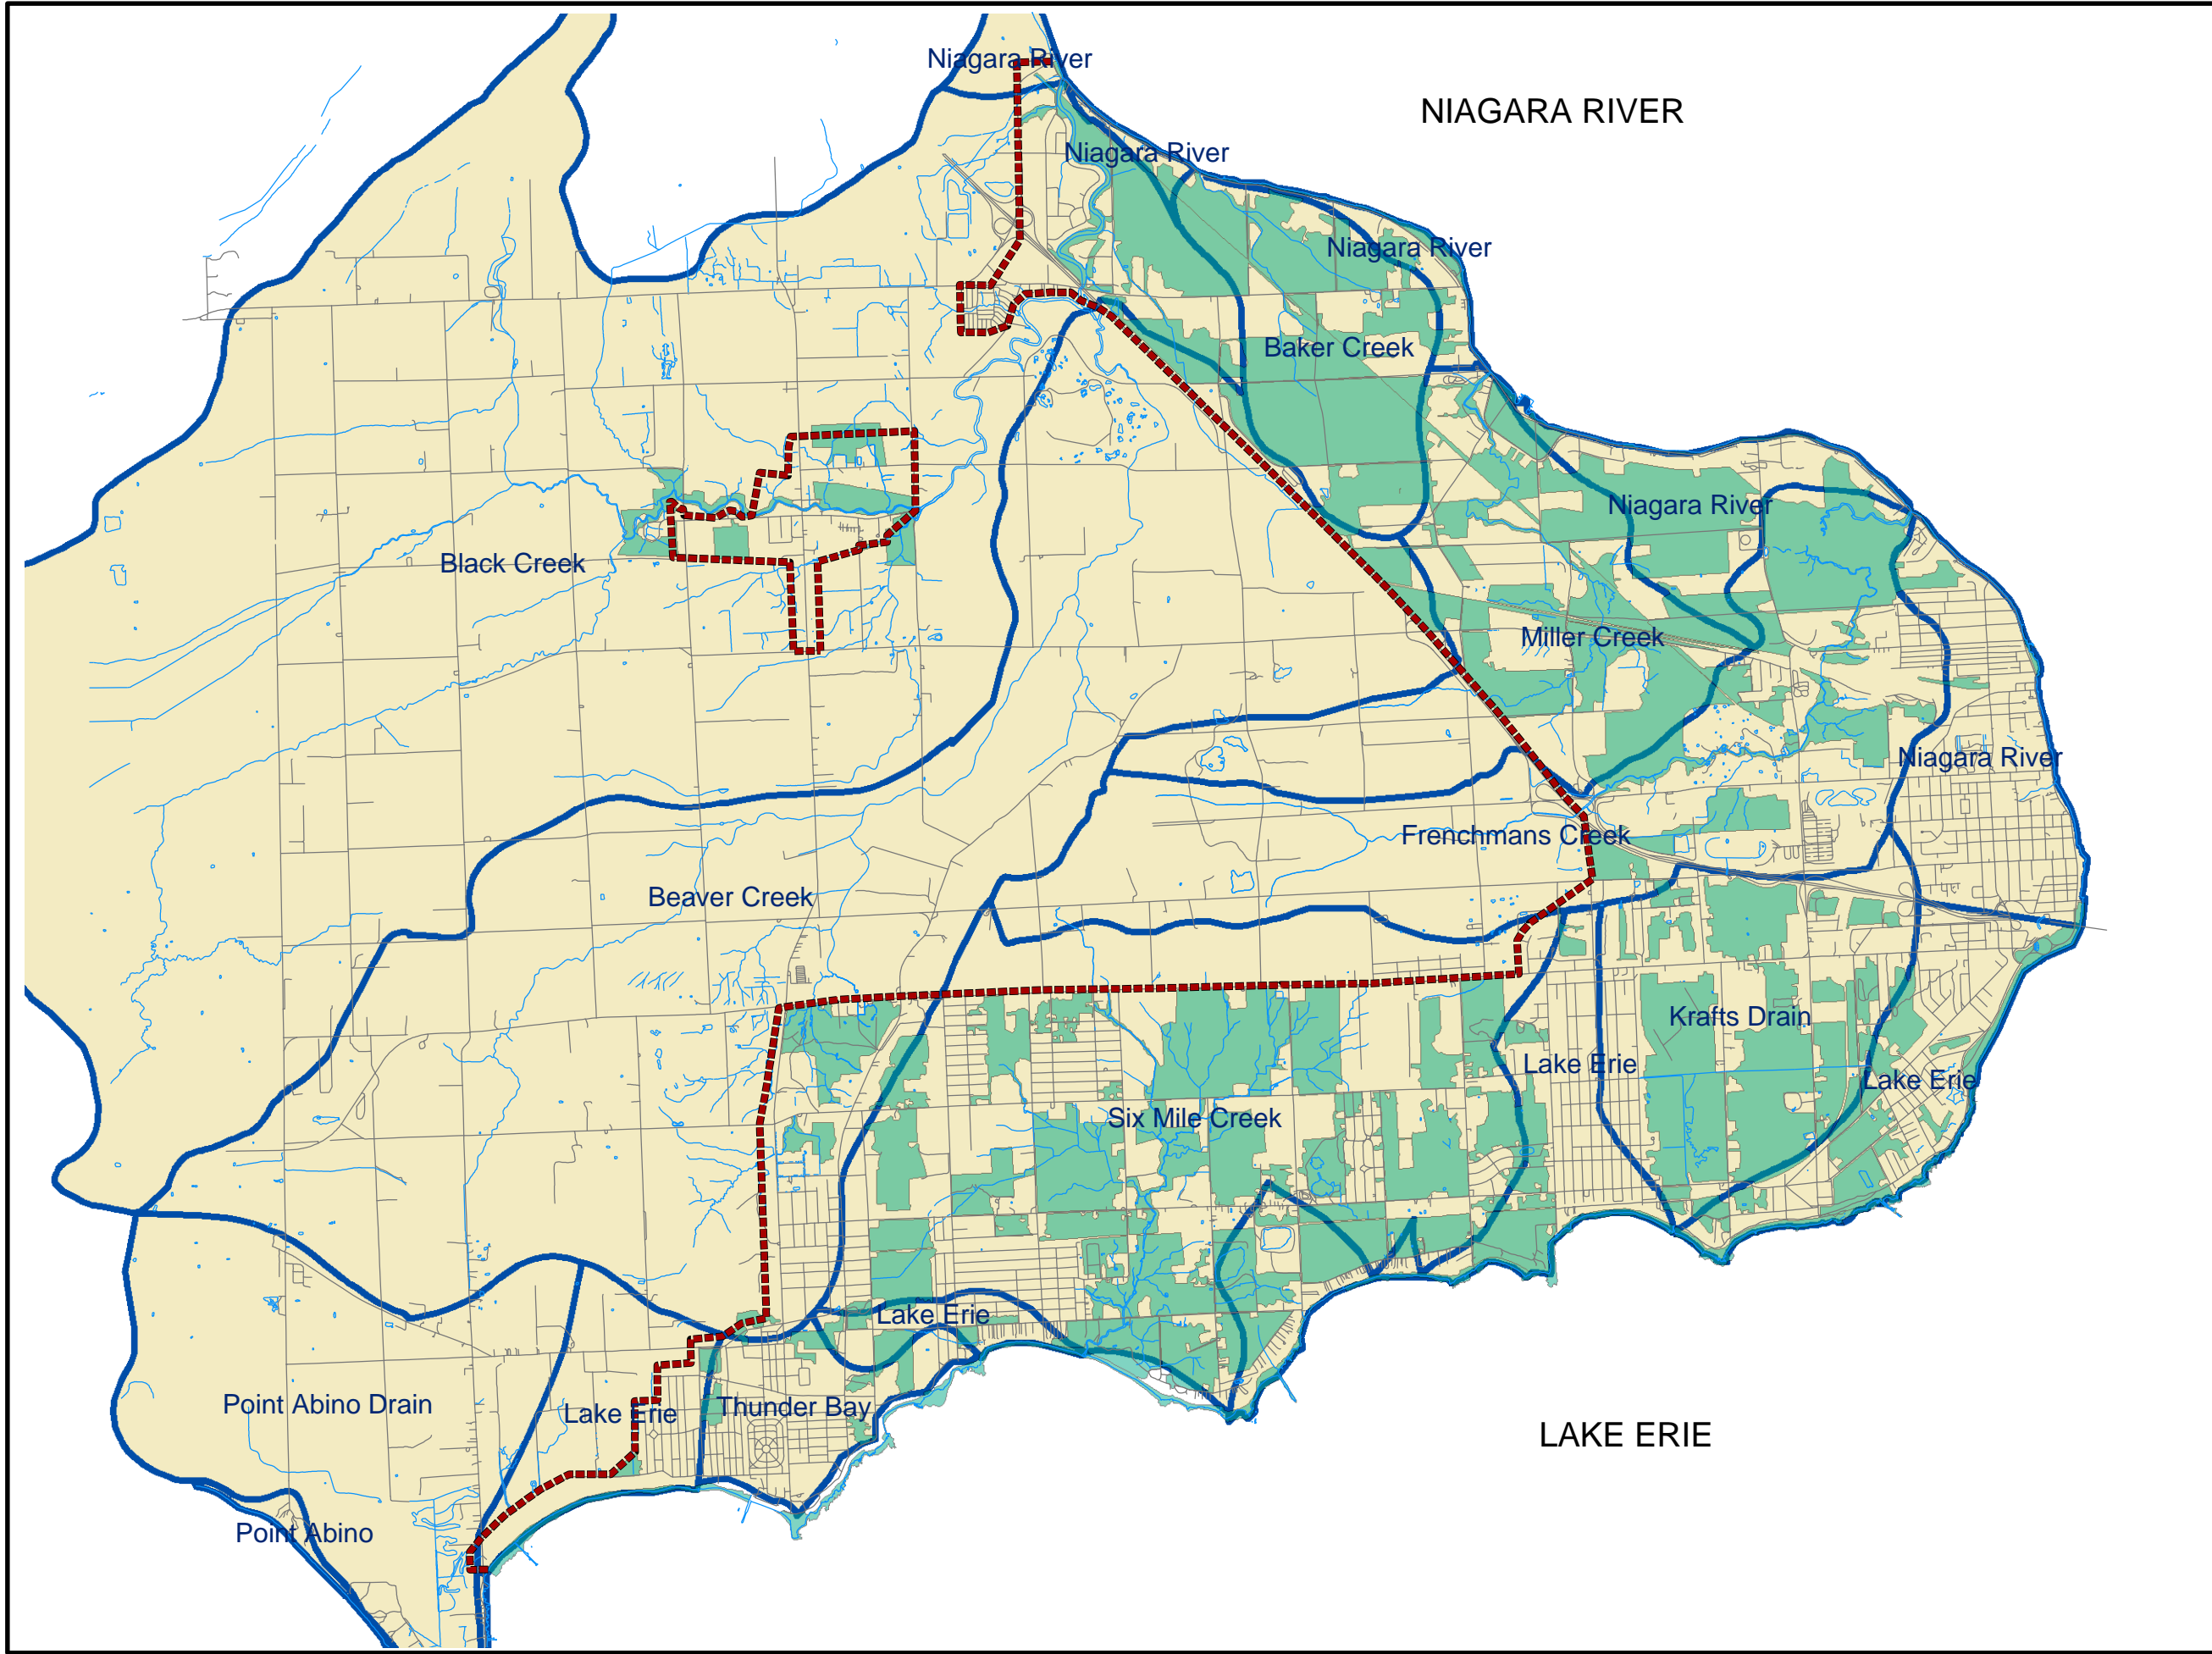 Niagara River
NIAGARA RIVER
Niagara River
Niagara River
Baker Creek
Niagara River
Black Creek
Miller Creek
Niagara River
Frenchmans Creek
Beaver Creek
Krafts Drain
Lake Erie
Lake Erie
Six Mile Creek
Lake Erie
Point Abino Drain
Lake Erie
Thunder Bay
LAKE ERIE
Point Abino